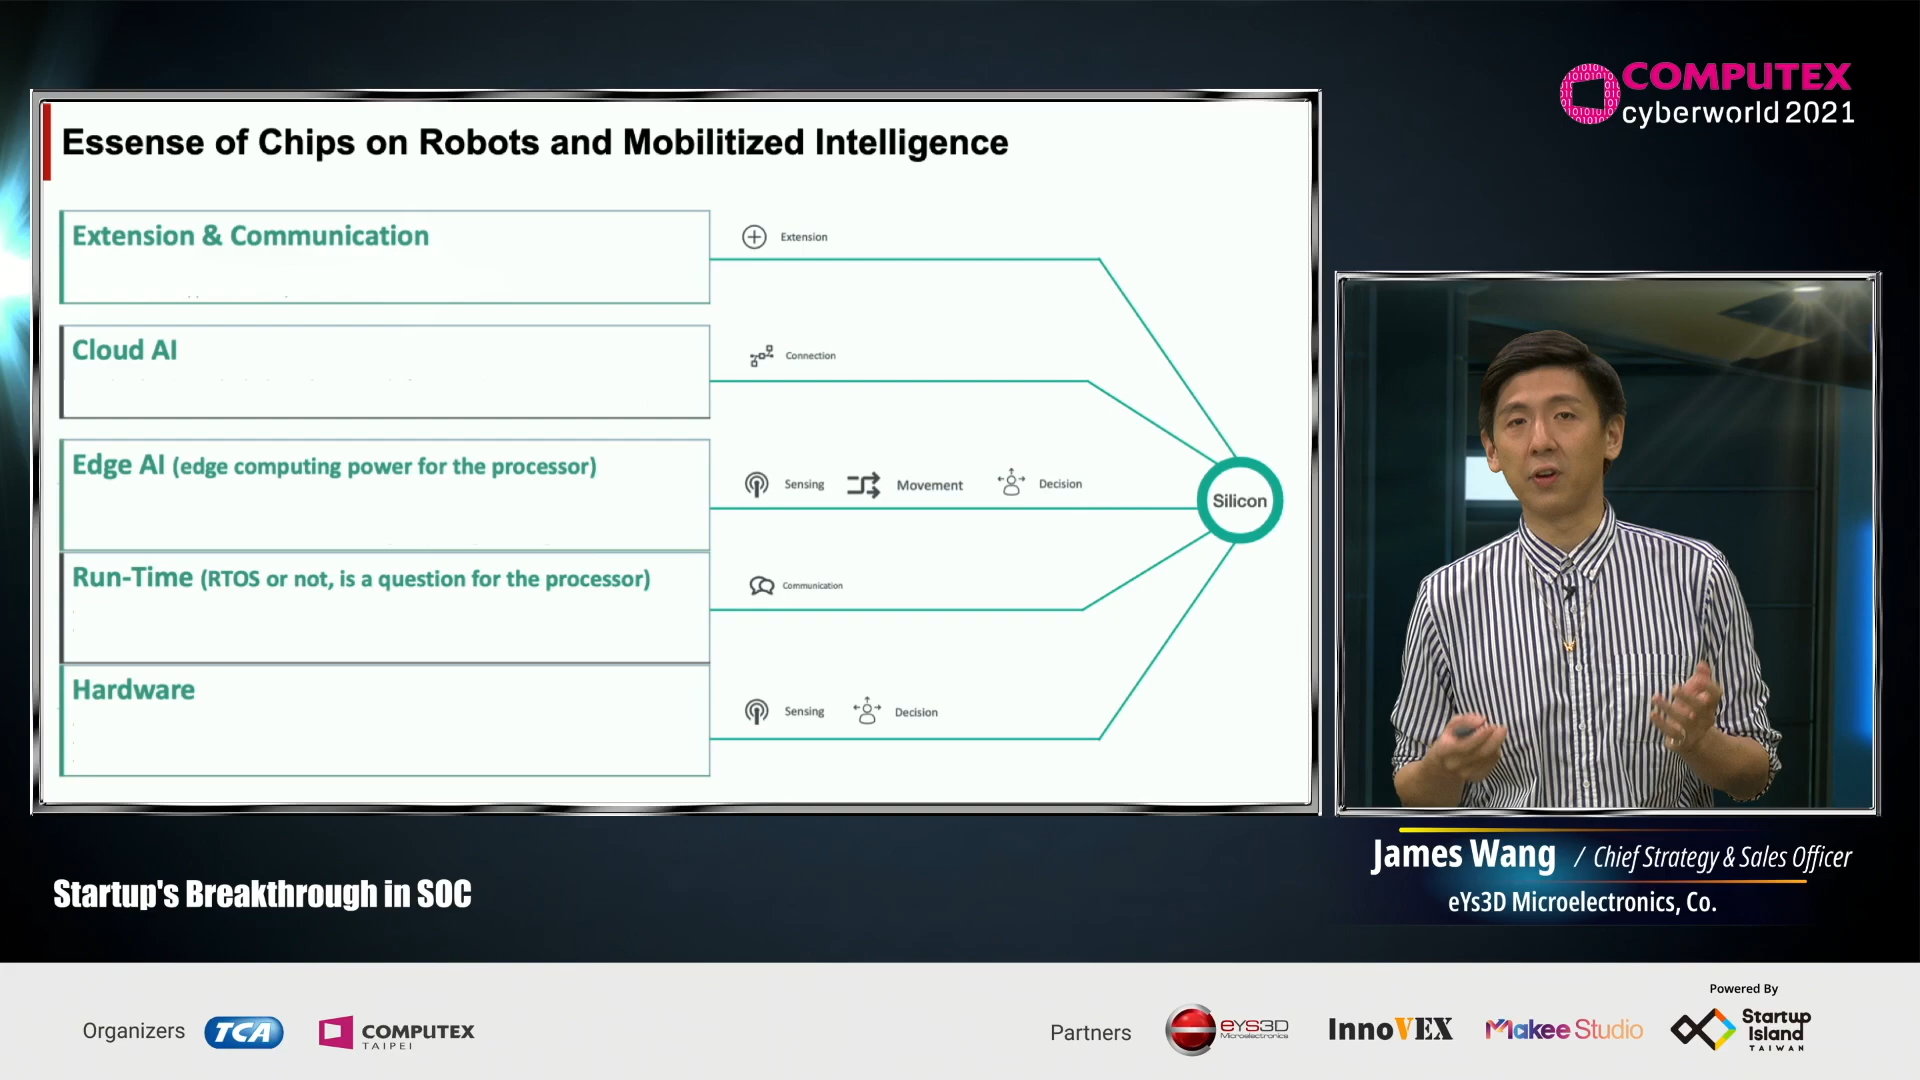 COMPUTEX
cyberworld 2021
Essense of Chips on Robots and Mobilitized Intelligence
Extension & Communication
Extension
Cloud AI
Connection
Edge AI (edge computing power for the processor)
Sensing
Movement
Decision
Silicon
Run-Time (RTOS or not, is a question for the processor)
Communication
Hardware
Sensing
Decision
James Wang / Chief Strategy & Sales Officer
eYs3D Microelectronics, Co.
Startup's Breakthrough in SOC
Organizers
TCA
COMPUTEX
TAIPEI
Partners
eYS3D
Microelectronics
InnoVEX
Makee Studio
Powered By
Startup
Island
TAIWAN